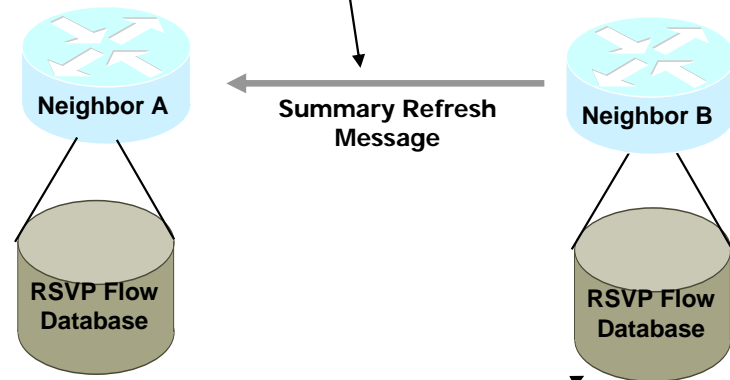 Neighbor A
Summary Refresh
Message
Neighbor B
RSVP Flow
Database
RSVP Flow
Database